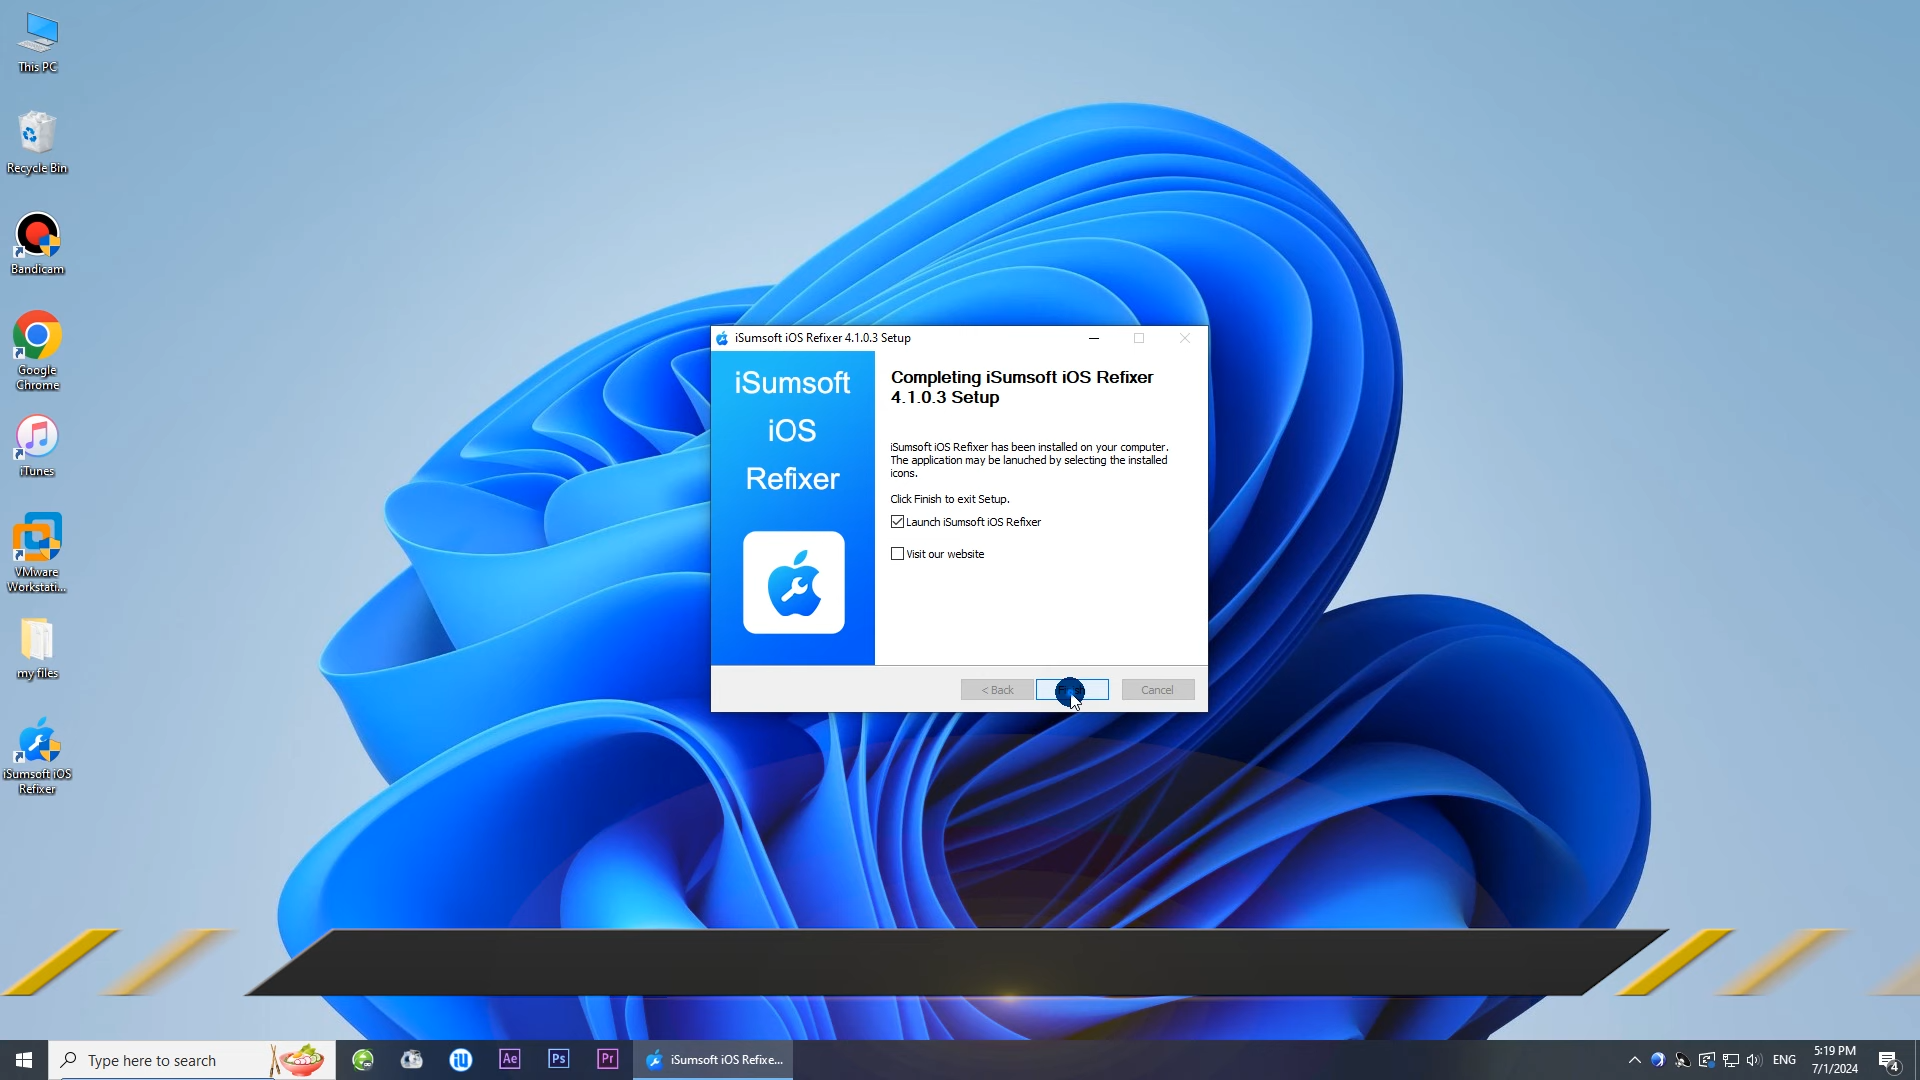 This PC
Recycle Bin
Bandicam
Google
Chrome
iTunes
VMware
Workstati...
my files
iSumsoft iOS
Refixer
iSumsoft iOS Refixer 4.1.0.3 Setup
iSumsoft
iOS
Refixer
Completing iSumsoft iOS Refixer
4.1.0.3 Setup
iSumsoft iOS Refixer has been installed on your computer.
The application may be lanuched by selecting the installed
icons.
Click Finish to exit Setup.
Launch iSumsoft iOS Refixer
Visit our website
< Back
Cancel
Type here to search
iU
Ae
Ps
Pr
iSumsoft iOS Refixe...
ENG
5:19 PM
7/1/2024
4